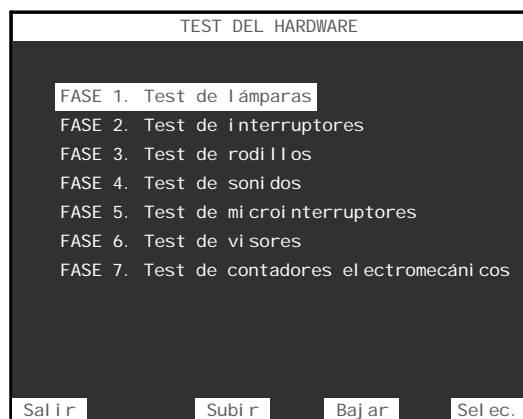 TEST DEL HARDWARE
FASE 1. Test de lámparas
FASE 2. Test de interruptores
FASE 3. Test de rodillos
FASE 4. Test de sonidos
FASE 5. Test de microinterruptores
FASE 6. Test de visores
FASE 7. Test de contadores electromecánicos
Salir Subir Bajar Selec.